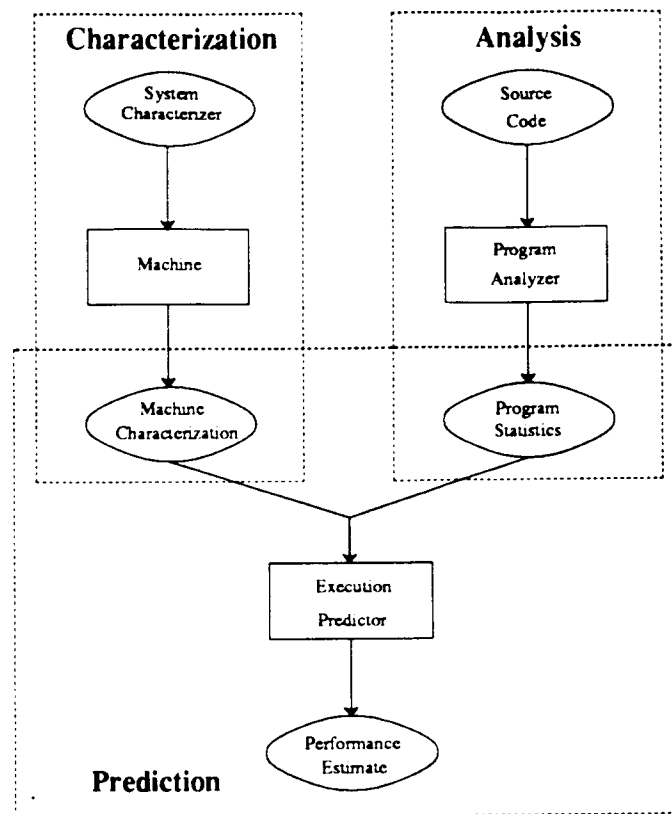 Characterization
Analysis
System
Characterizer
Source
Code
Machine
Program
Analyzer
Machine
Characterization
Program
Statistics
Execution
Predictor
Performance
Estimate
Prediction